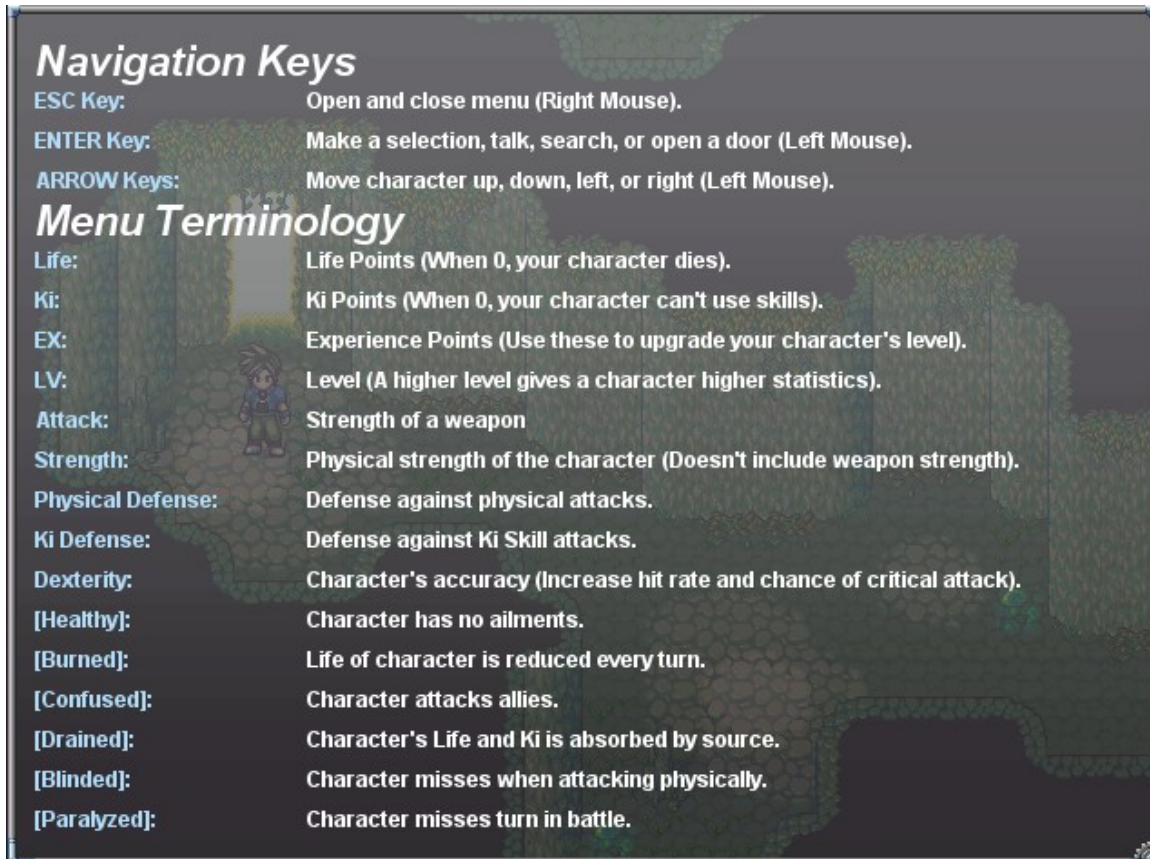 Navigation Keys
ESC Key: Open and close menu (Right Mouse).
ENTER Key: Make a selection, talk, search, or open a door (Left Mouse).
ARROW Keys: Move character up, down, left, or right (Left Mouse).
Menu Terminology
Life: Life Points (When 0, your character dies).
Ki: Ki Points (When 0, your character can't use skills).
EX: Experience Points (Use these to upgrade your character's level).
LV: Level (A higher level gives a character higher statistics).
Attack: Strength of a weapon
Strength: Physical strength of the character (Doesn't include weapon strength).
Physical Defense: Defense against physical attacks.
Ki Defense: Defense against Ki Skill attacks.
Dexterity: Character's accuracy (Increase hit rate and chance of critical attack).
[Healthy]: Character has no ailments.
[Burned]: Life of character is reduced every turn.
[Confused]: Character attacks allies.
[Drained]: Character's Life and Ki is absorbed by source.
[Blinded]: Character misses when attacking physically.
[Paralyzed]: Character misses turn in battle.